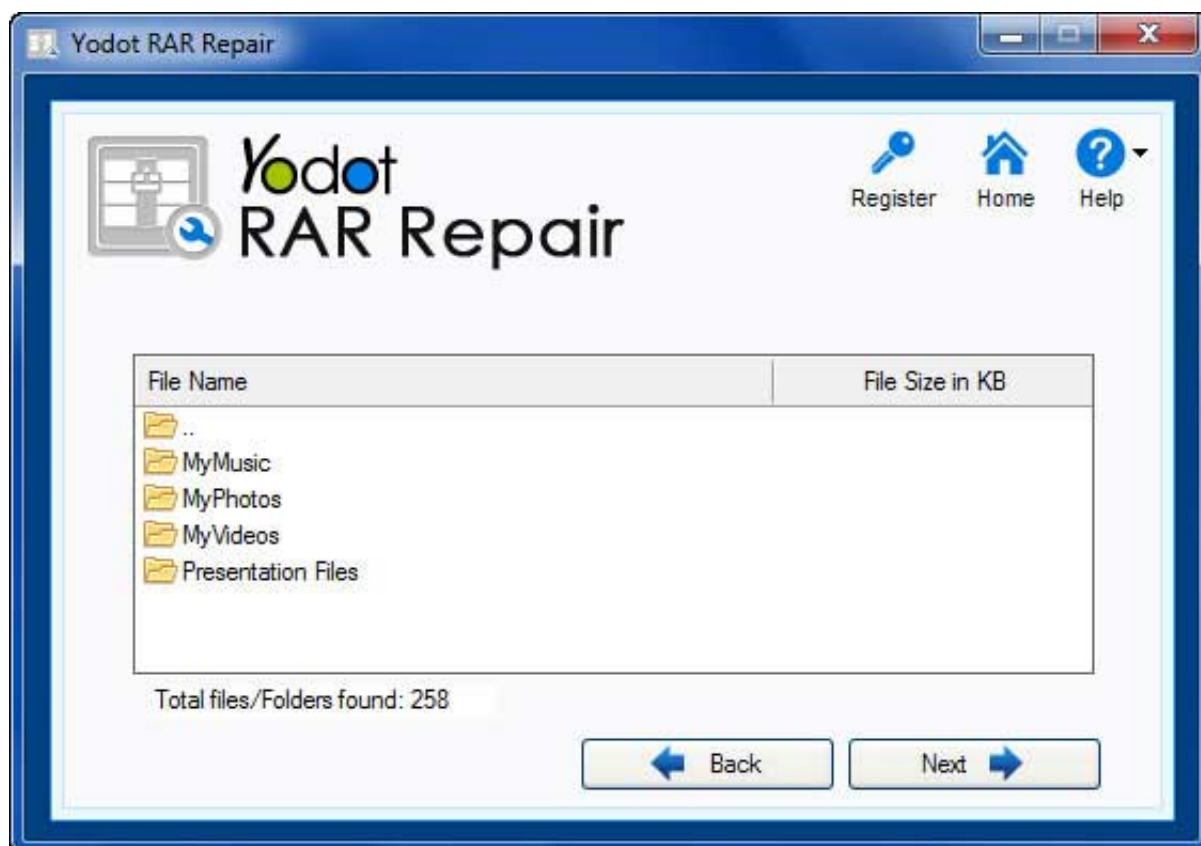 Yodot RAR Repair
Yodot
RAR Repair
Register Home Help
File Name File Size in KB
..
MyMusic
MyPhotos
MyVideos
Presentation Files
Total files/Folders found: 258
Back Next